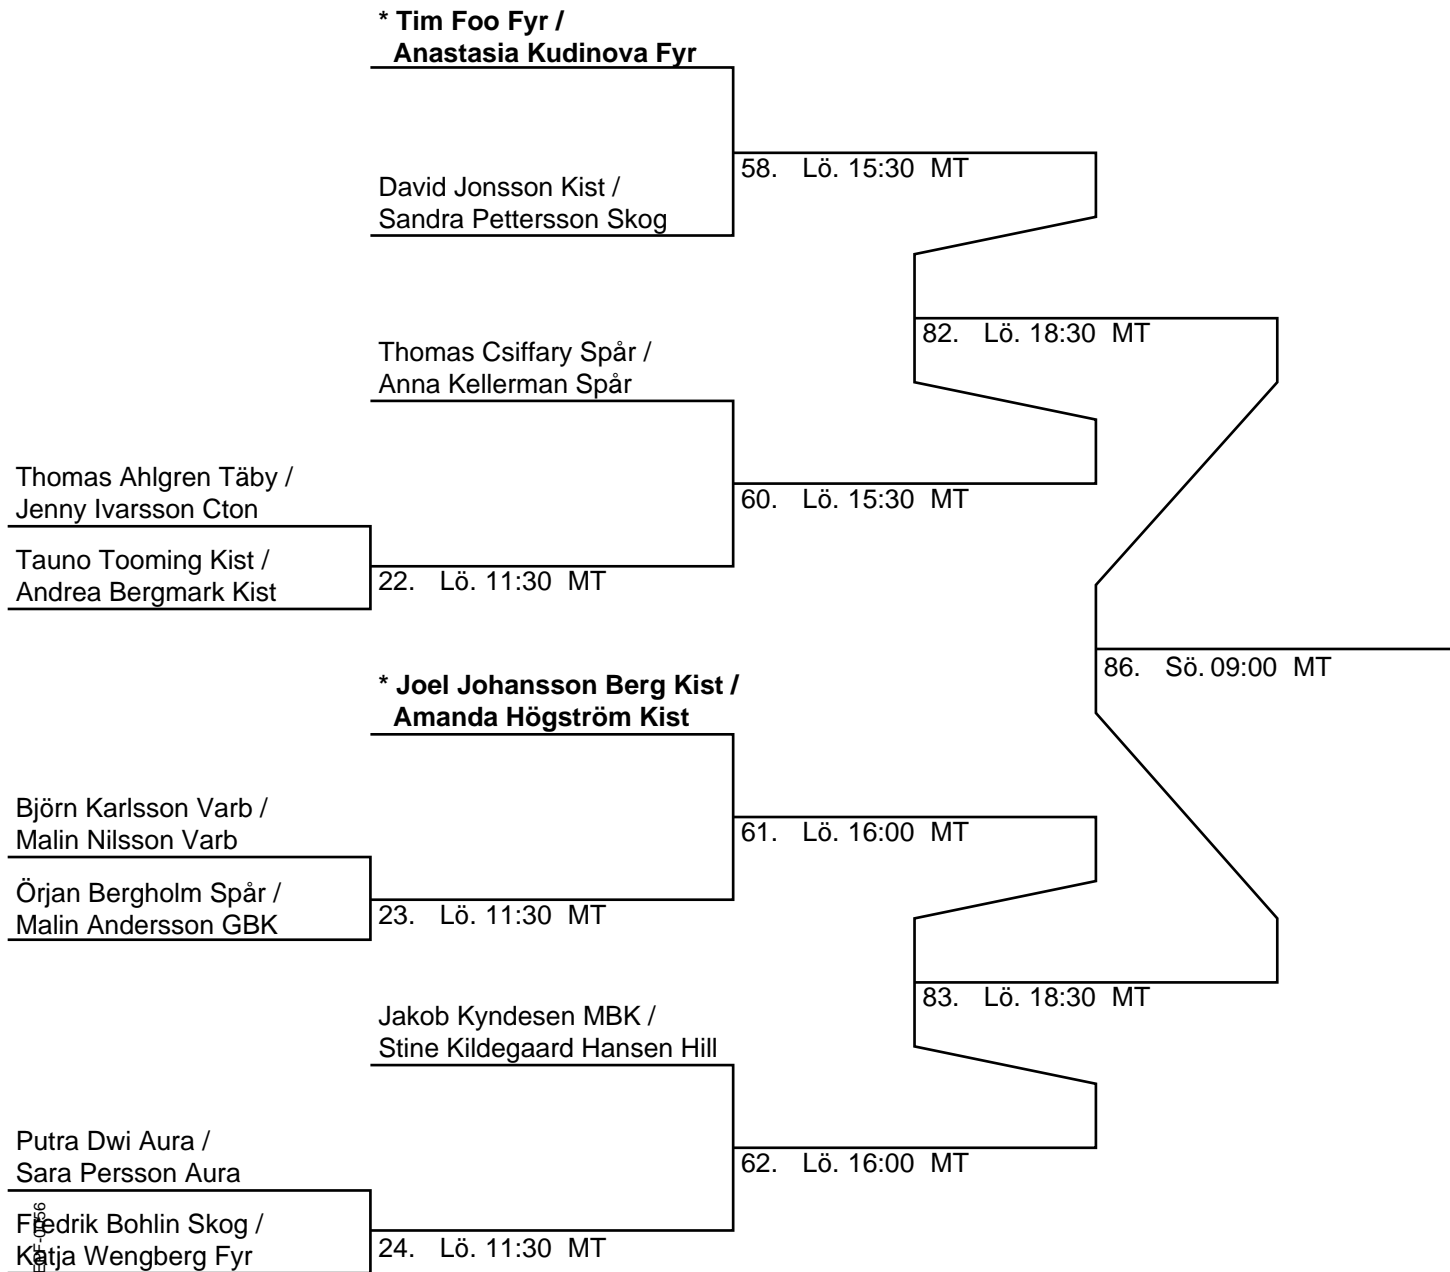 * Tim Foo Fyr /
Anastasia Kudinova Fyr
58. Lö. 15:30 MT
David Jonsson Kist /
Sandra Pettersson Skog
82. Lö. 18:30 MT
Thomas Csiffary Spår /
Anna Kellerman Spår
Thomas Ahlgren Täby /
Jenny Ivarsson Cton
60. Lö. 15:30 MT
Tauno Tooming Kist /
Andrea Bergmark Kist
22. Lö. 11:30 MT
86. Sö. 09:00 MT
* Joel Johansson Berg Kist /
Amanda Högström Kist
Björn Karlsson Varb /
Malin Nilsson Varb
61. Lö. 16:00 MT
Örjan Bergholm Spår /
Malin Andersson GBK
23. Lö. 11:30 MT
83. Lö. 18:30 MT
Jakob Kyndesen MBK /
Stine Kildegaard Hansen Hill
Putra Dwi Aura /
Sara Persson Aura
62. Lö. 16:00 MT
Fredrik Bohlin Skog /
Katja Wengberg Fyr
24. Lö. 11:30 MT